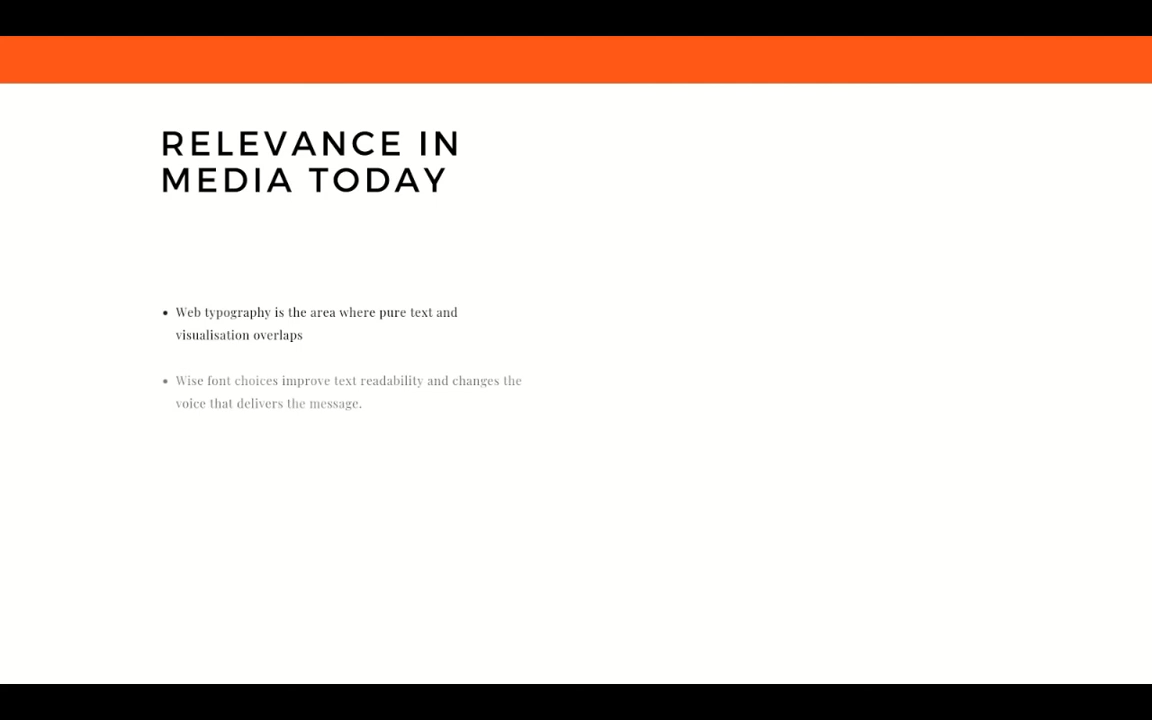 RELEVANCE IN
MEDIA TODAY
• Web typography is the area where pure text and
visualisation overlaps
• Wise font choices improve text readability and changes the
voice that delivers the message.